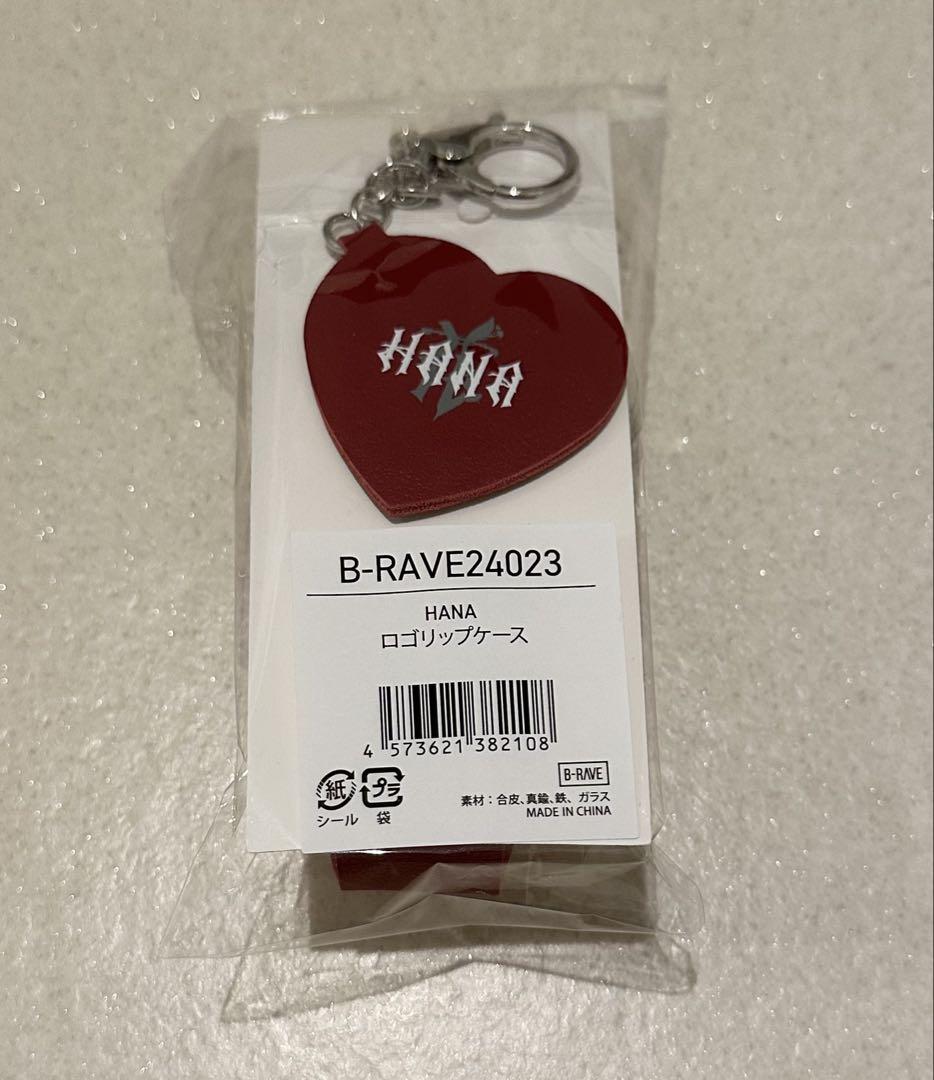 HANA
B-RAVE24023
HANA
ロゴリップケース
4 573621 382108
紙
シール
プラ
袋
B-RAVE
素材：合皮、真鍮、鉄、ガラス
MADE IN CHINA